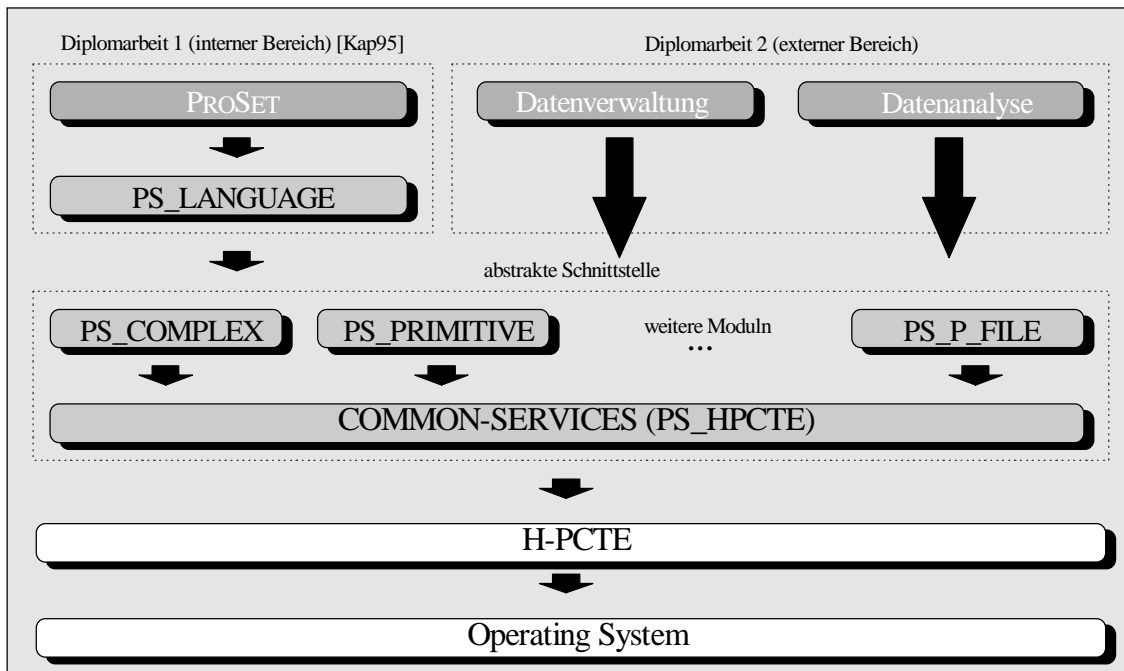 Diplomarbeit 1 (interner Bereich) [Kap95]
Diplomarbeit 2 (externer Bereich)
PROSET
Datenverwaltung
Datenanalyse
PS_LANGUAGE
abstrakte Schnittstelle
PS_COMPLEX
PS_PRIMITIVE
weitere Moduln
...
PS_P_FILE
COMMON-SERVICES (PS_HPCTE)
H-PCTE
Operating System